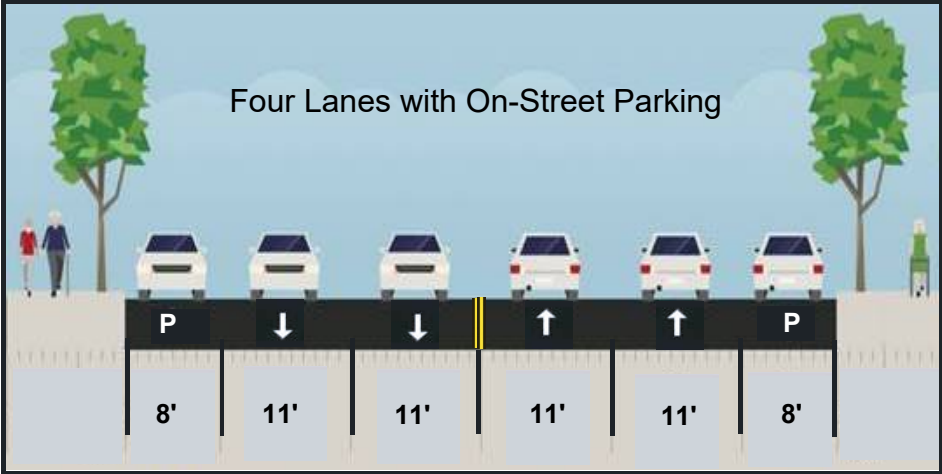 Four Lanes with On-Street Parking
P ↓ ↓ ↑ ↑ P
8' 11' 11' 11' 11' 8'